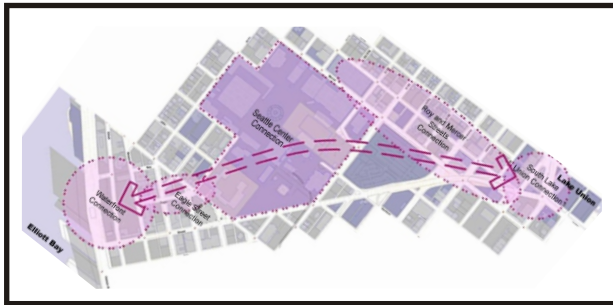 Seattle Center
Connection
Roy and Mercer
Streets
Connection
South Lake
Union Connection
Lake Union
Eagle Street
Connection
Waterfront
Connection
Elliott Bay